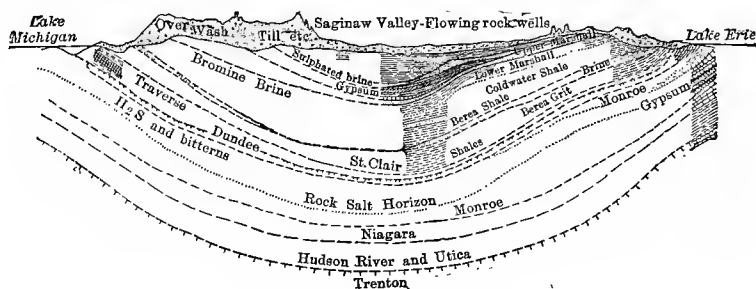 Lake Michigan
Over Wash
Till etc.
Saginaw Valley-Flowing rock wells
Lake Erie
Bromine Brine
Sulphated brine
Gypsum
Upper Marshall
Lower Marshall
Coldwater Shale
Berea Shale
Brine
Berea Grit
Shales
Monroe
Gypsum
Traverse
Dundee
H2S and bitterns
St. Clair
Rock Salt Horizon
Monroe
Niagara
Hudson River and Utica
Trenton